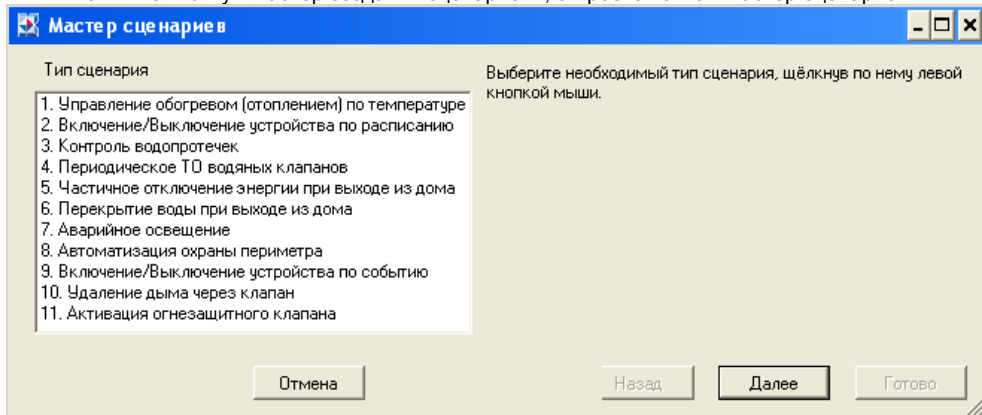 Мастер сценариев
Тип сценария
Выберите необходимый тип сценария, щёлкнув по нему левой
кнопкой мыши.
1. Управление обогревом (отоплением) по температуре
2. Включение/Выключение устройства по расписанию
3. Контроль водопротечек
4. Периодическое ТО водяных клапанов
5. Частичное отключение энергии при выходе из дома
6. Перекрытие воды при выходе из дома
7. Аварийное освещение
8. Автоматизация охраны периметра
9. Включение/Выключение устройства по событию
10. Удаление дыма через клапан
11. Активация огнезащитного клапана
Отмена
Назад
Далее
Готово